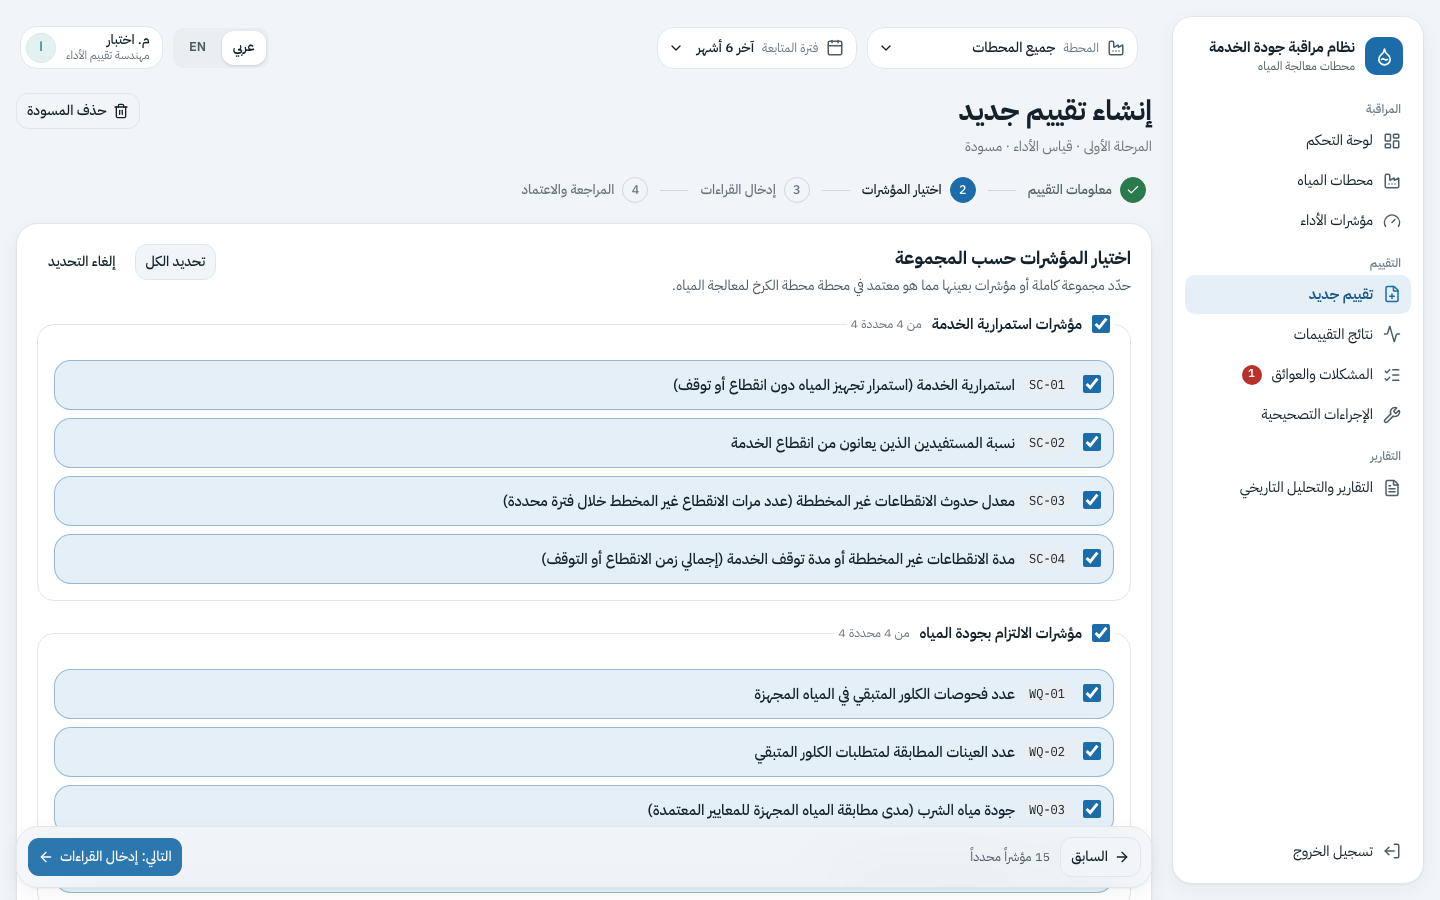 نظام مراقبة جودة الخدمة
محطات معالجة المياه
المراقبة
لوحة التحكم
محطات المياه
مؤشرات الأداء
التقييم
تقييم جديد
نتائج التقييمات
المشكلات والعوائق 1
الإجراءات التصحيحية
التقارير
التقارير والتحليل التاريخي
تسجيل الخروج
المحطة جميع المحطات
فترة المتابعة آخر 6 أشهر
عربي EN
م. اختبار
مهندسة تقييم الأداء
ا
إنشاء تقييم جديد
المرحلة الأولى · قياس الأداء · مسودة
حذف المسودة
معلومات التقييم
2 اختيار المؤشرات
3 إدخال القراءات
4 المراجعة والاعتماد
اختيار المؤشرات حسب المجموعة
حدّد مجموعة كاملة أو مؤشرات بعينها مما هو معتمد في محطة محطة الكرخ لمعالجة المياه.
تحديد الكل
إلغاء التحديد
مؤشرات استمرارية الخدمة من 4 محددة 4
SC-01 استمرارية الخدمة (استمرار تجهيز المياه دون انقطاع أو توقف)
SC-02 نسبة المستفيدين الذين يعانون من انقطاع الخدمة
SC-03 معدل حدوث الانقطاعات غير المخططة (عدد مرات الانقطاع غير المخطط خلال فترة محددة)
SC-04 مدة الانقطاعات غير المخططة أو مدة توقف الخدمة (إجمالي زمن الانقطاع أو التوقف)
مؤشرات الالتزام بجودة المياه من 4 محددة 4
WQ-01 عدد فحوصات الكلور المتبقي في المياه المجهزة
WQ-02 عدد العينات المطابقة لمتطلبات الكلور المتبقي
WQ-03 جودة مياه الشرب (مدى مطابقة المياه المجهزة للمعايير المعتمدة)
السابق
15 مؤشراً محدداً
التالي: إدخال القراءات